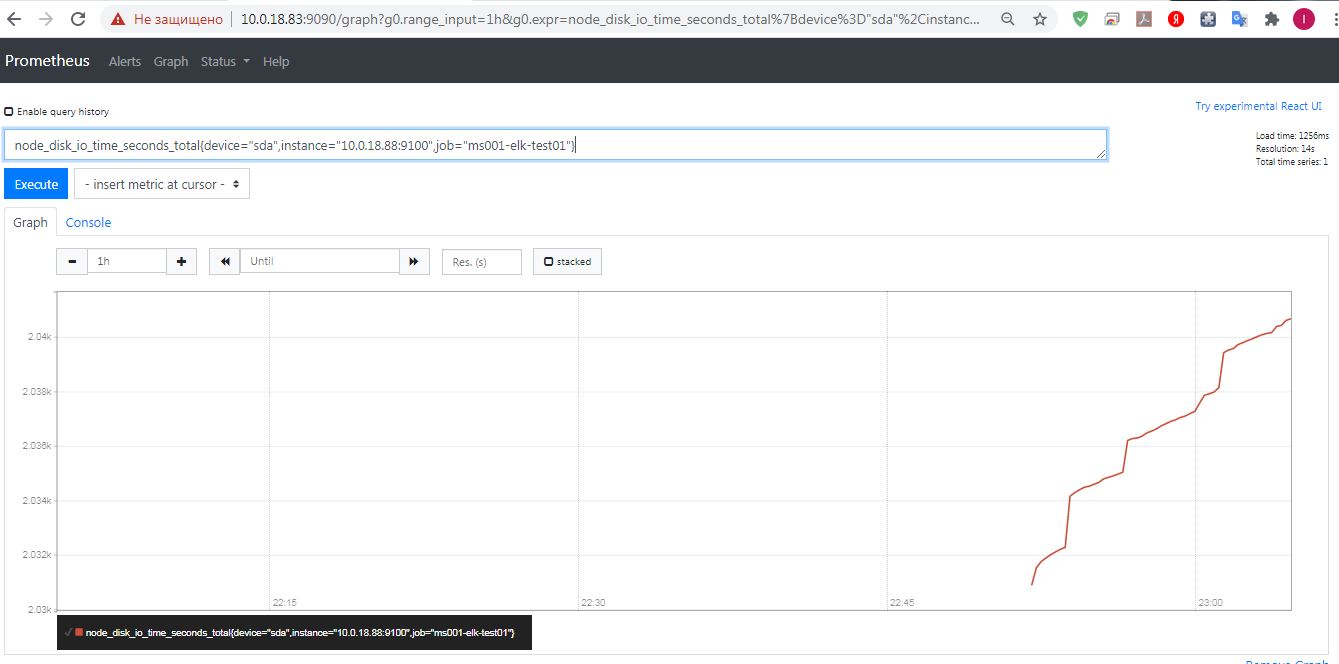 Не защищено 10.0.18.83:9090/graph?g0.range_input=1h&g0.expr=node_disk_io_time_seconds_total%7Bdevice%3D"sda"%2Cinstanc...
Prometheus Alerts Graph Status Help
Enable query history
Try experimental React UI
node_disk_io_time_seconds_total{device="sda",instance="10.0.18.88:9100",job="ms001-elk-test01"}
Load time: 1256ms
Resolution: 14s
Total time series: 1
Execute - insert metric at cursor -
Graph Console
1h Until Res. (s) stacked
2.04k
2.038k
2.036k
2.034k
2.032k
2.03k
22:15 22:30 22:45 23:00
node_disk_io_time_seconds_total{device="sda",instance="10.0.18.88:9100",job="ms001-elk-test01"}
Remove Graph